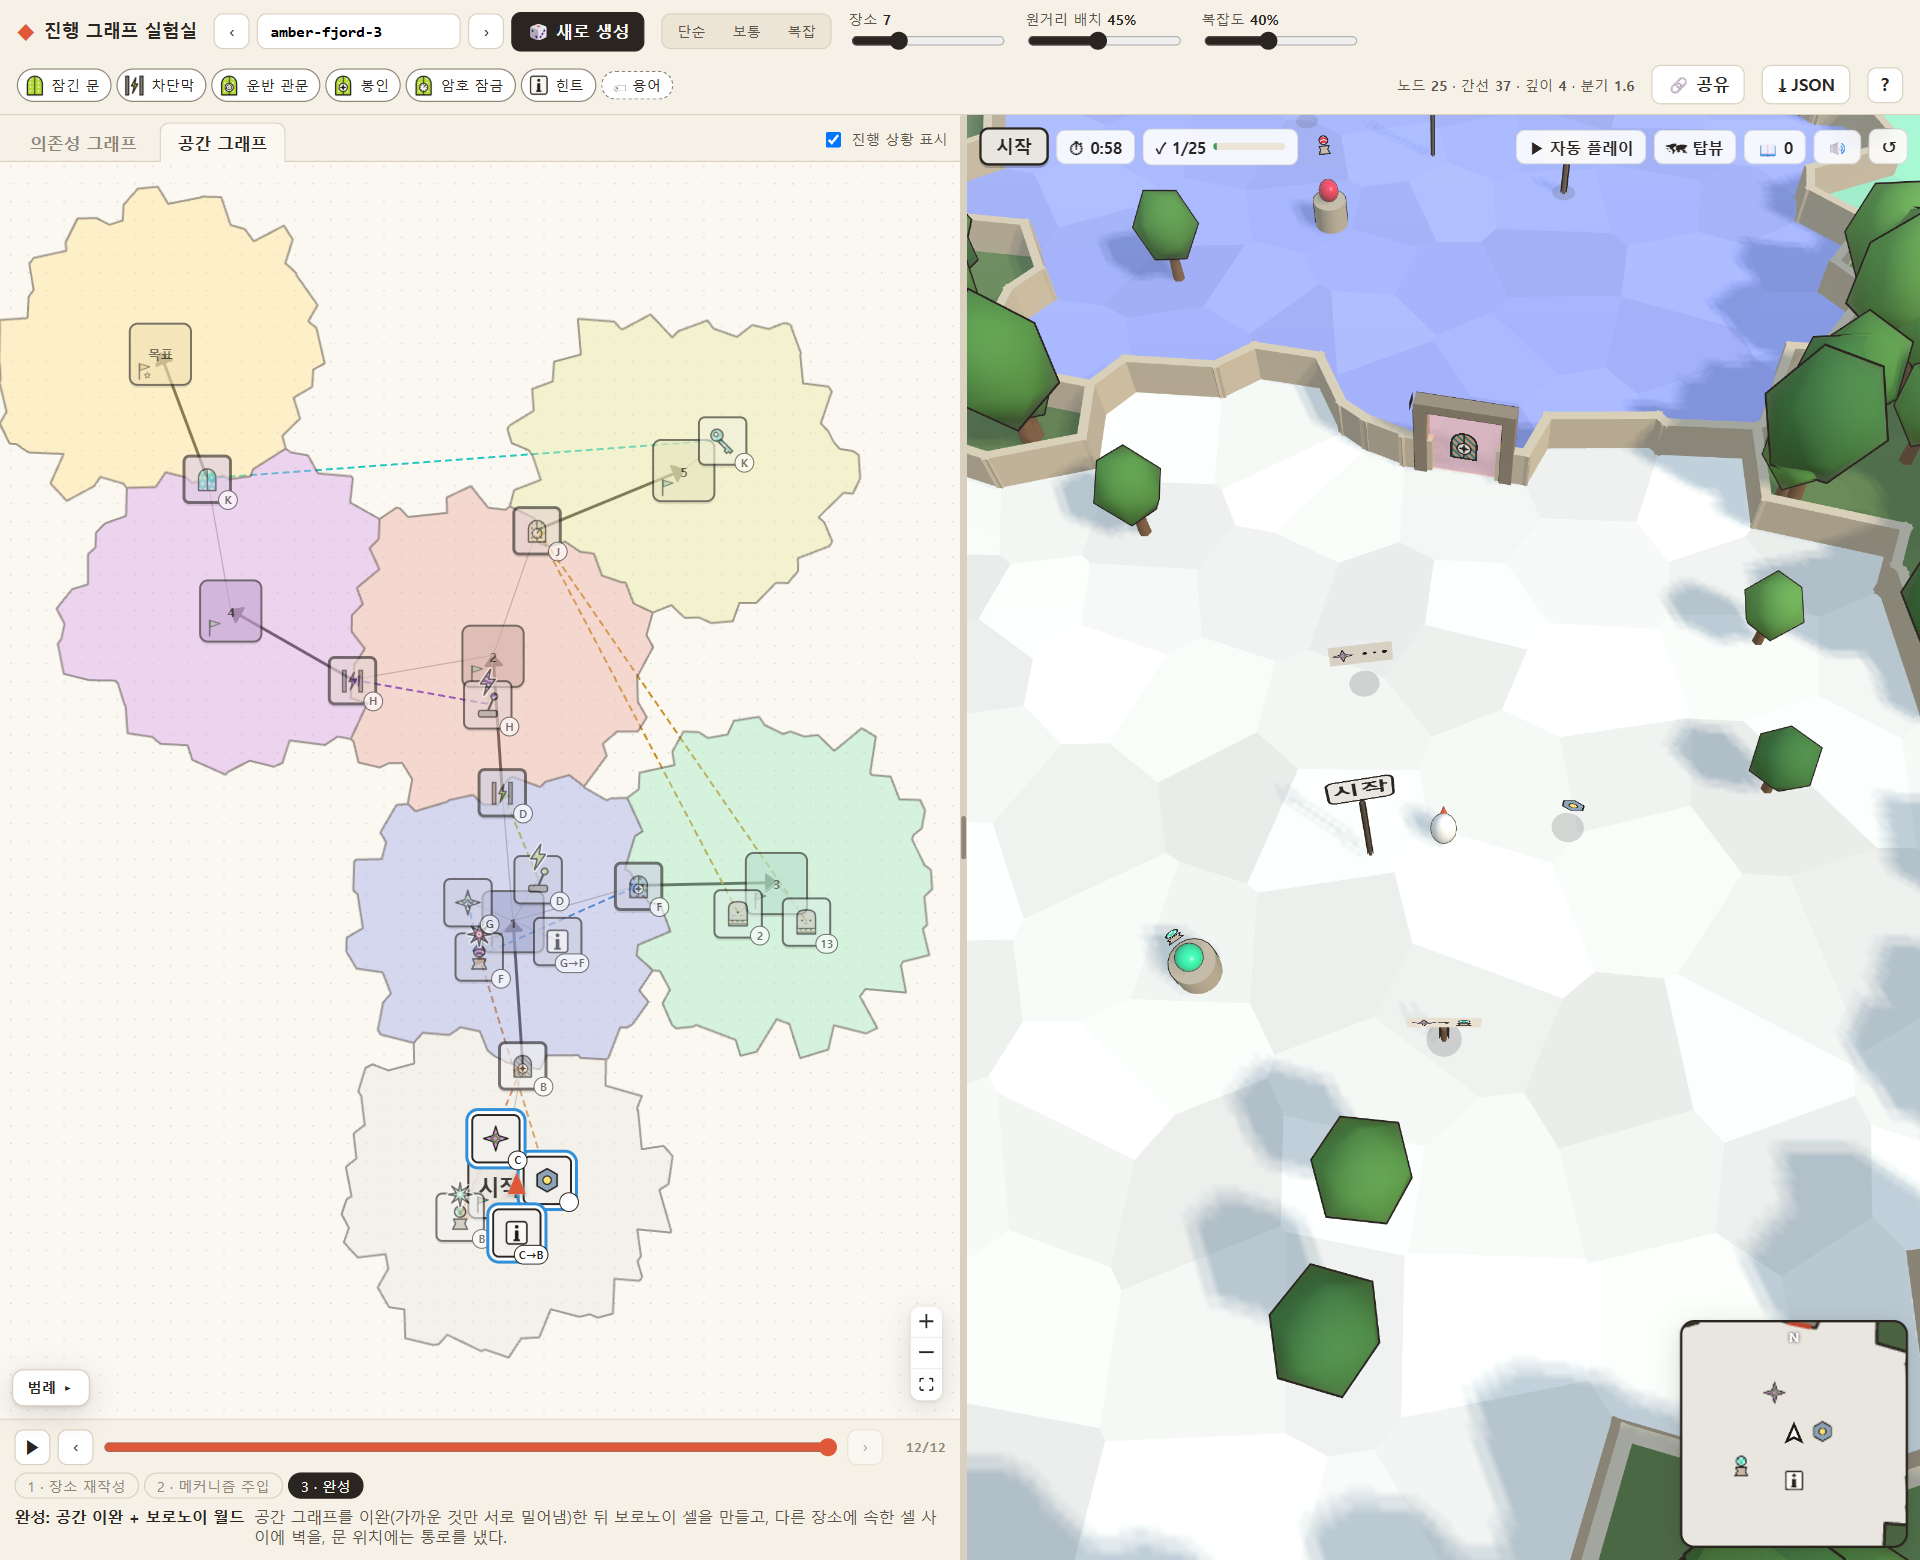 진행 그래프 실험실
amber-fjord-3
새로 생성
단순 보통 복잡
장소 7
원거리 배치 45%
복잡도 40%
잠긴 문
차단막
운반 관문
봉인
암호 잠금
힌트
용어
노드 25 · 간선 37 · 깊이 4 · 분기 1.6
공유
JSON
?
의존성 그래프
공간 그래프
진행 상황 표시
목표
K
5
K
J
4
H
2
H
D
1
D
G
F
G→F
F
3
2
13
B
C
시작
B
C→B
범례
12/12
1 · 장소 재작성
2 · 메커니즘 주입
3 · 완성
완성: 공간 이완 + 보로노이 월드
공간 그래프를 이완(가까운 것만 서로 밀어냄)한 뒤 보로노이 셀을 만들고, 다른 장소에 속한 셀 사
이에 벽을, 문 위치에는 통로를 냈다.
시작
0:58
1/25
자동 플레이
탑뷰
0
시작
N